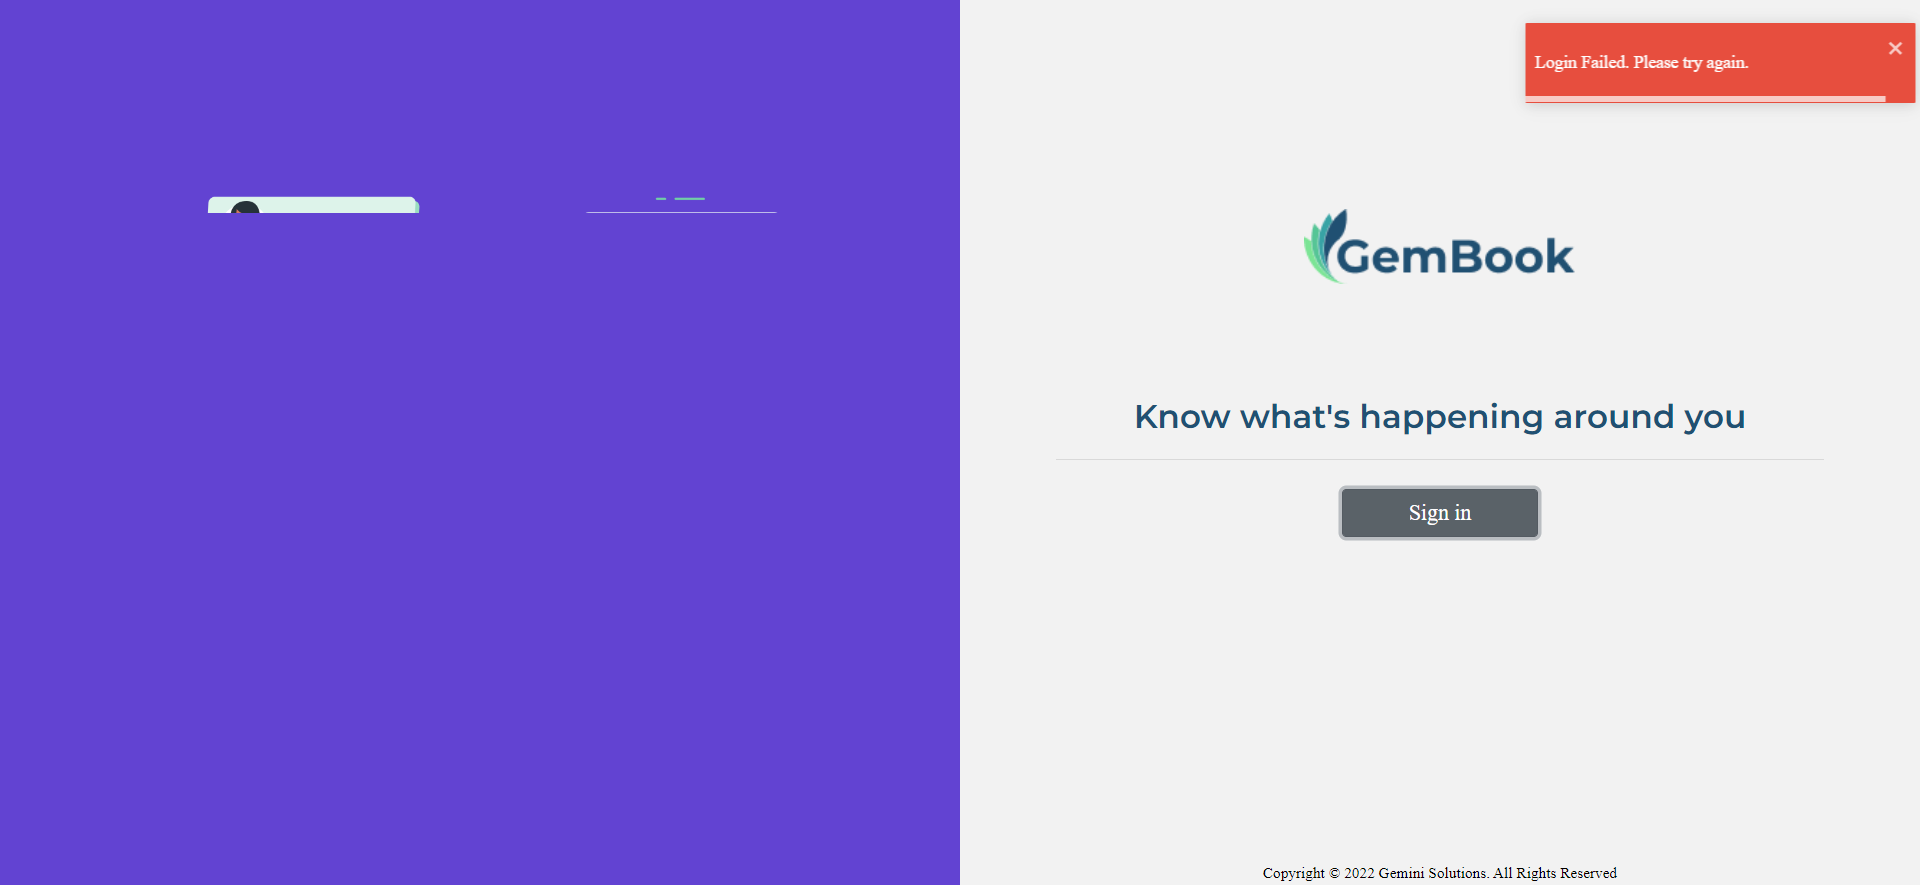 Login Failed. Please try again.
GemBook
Know what's happening around you
Sign in
Copyright © 2022 Gemini Solutions. All Rights Reserved